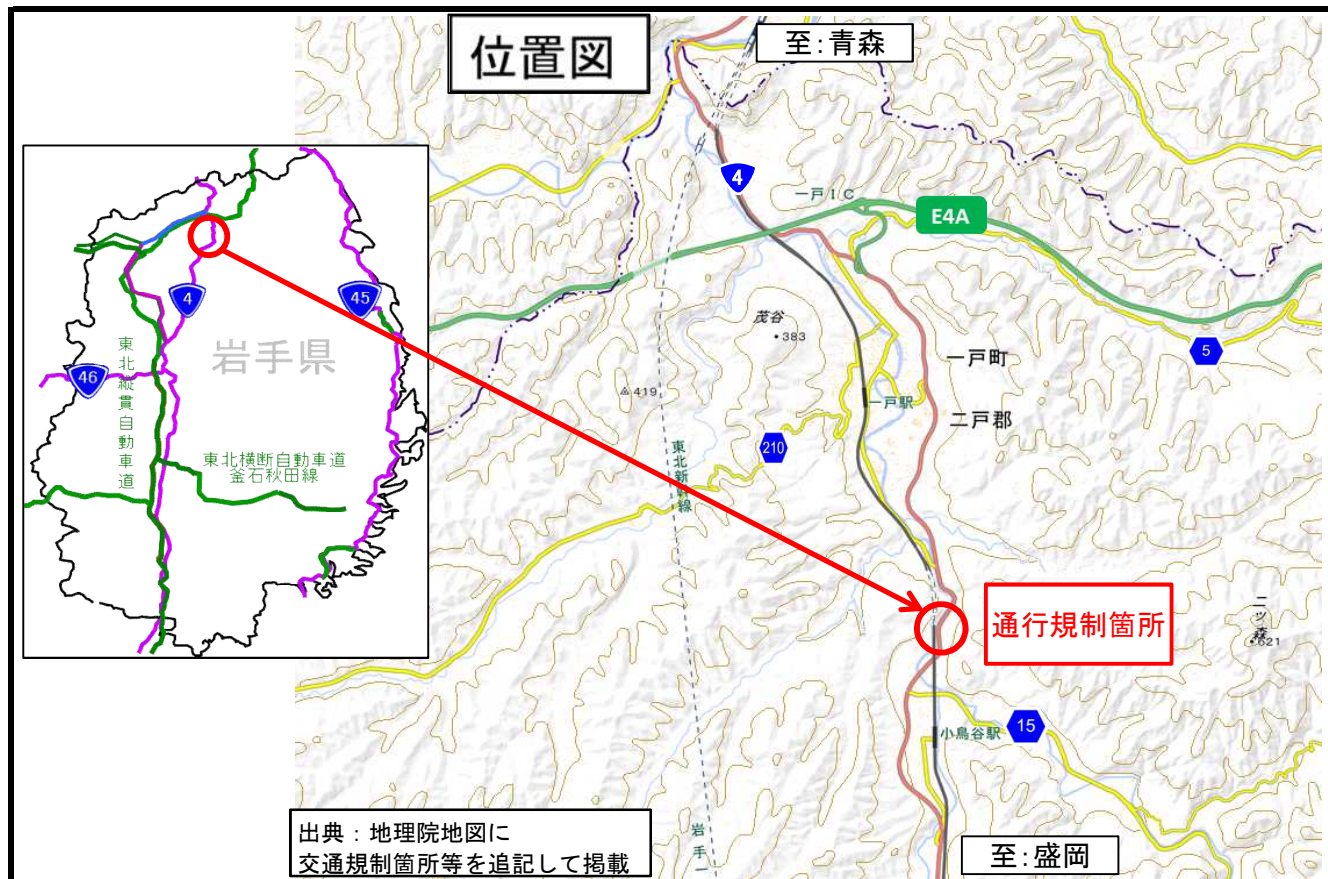 位置図
至：青森
4
一戸ＩＣ
E4A
茂谷
383
5
一戸町
419
一戸駅
二戸郡
210
東北新幹線
通行規制箇所
二ツ森
621
小鳥谷駅
15
岩手一
至：盛岡
出典：地理院地図に
交通規制箇所等を追記して掲載
4
45
岩手県
46
東北縦貫自動車道
東北横断自動車道
釜石秋田線